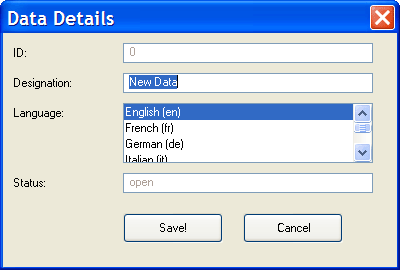 Data Details
ID: 0
Designation: New Data
Language: English (en)
French (fr)
German (de)
Italian (it)
Status: open
Save! Cancel